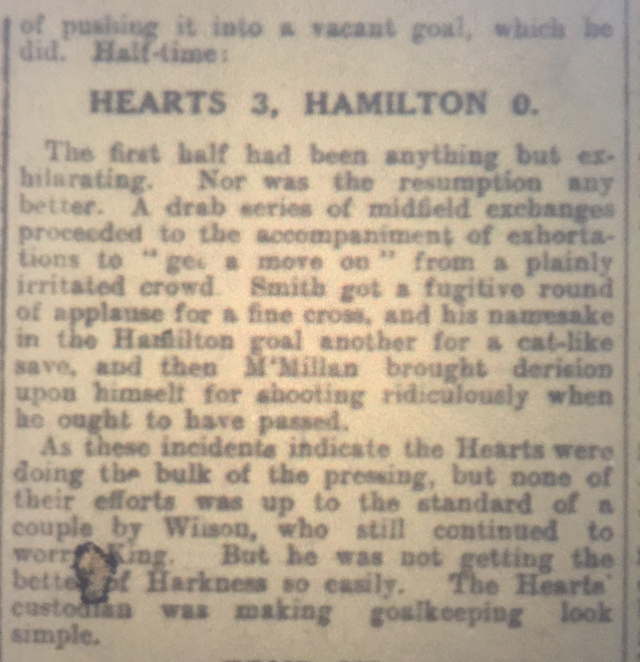 of pushing it into a vacant goal, which he
did. Half-time:
HEARTS 3, HAMILTON 0.
The first half had been anything but ex-
hilarating. Nor was the resumption any
better. A drab series of midfield exchanges
proceeded to the accompaniment of exhorta-
tions to "get a move on" from a plainly
irritated crowd. Smith got a fugitive round
of applause for a fine cross, and his namesake
in the Hamilton goal another for a cat-like
save, and then M'Millan brought derision
upon himself for shooting ridiculously when
he ought to have passed.
As these incidents indicate the Hearts were
doing the bulk of the pressing, but none of
their efforts was up to the standard of a
couple by Wilson, who still continued to
worry King. But he was not getting the
better of Harkness so easily. The Hearts'
custodian was making goalkeeping look
simple.